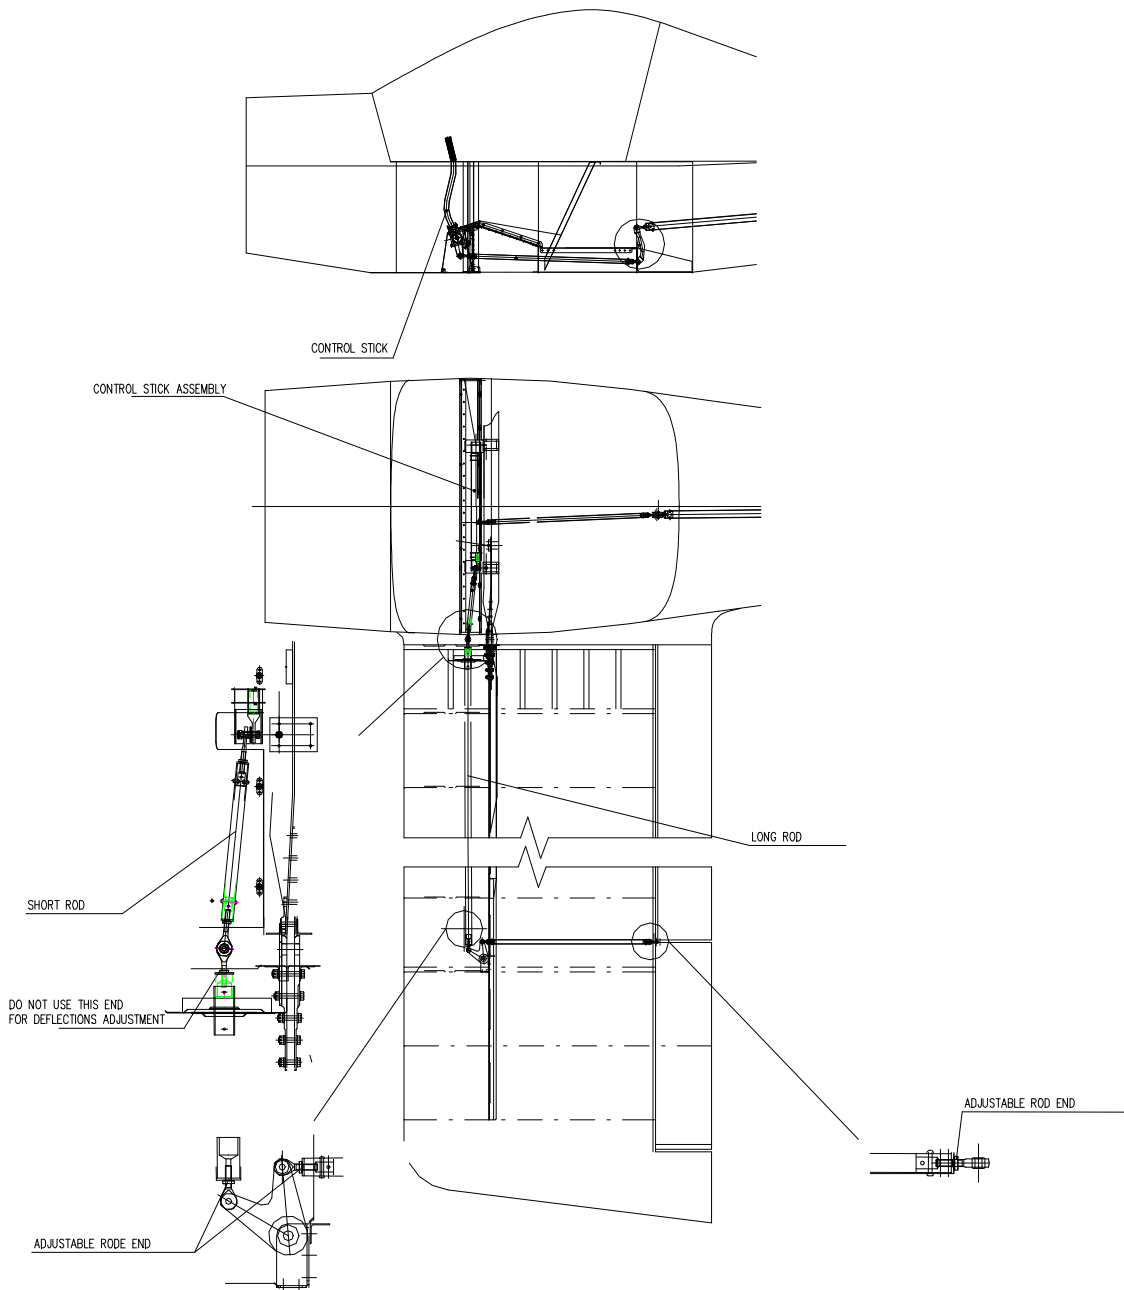 CONTROL STICK
CONTROL STICK ASSEMBLY
LONG ROD
SHORT ROD
DO NOT USE THIS END
FOR DEFLECTIONS ADJUSTMENT
ADJUSTABLE ROD END
ADJUSTABLE RODE END